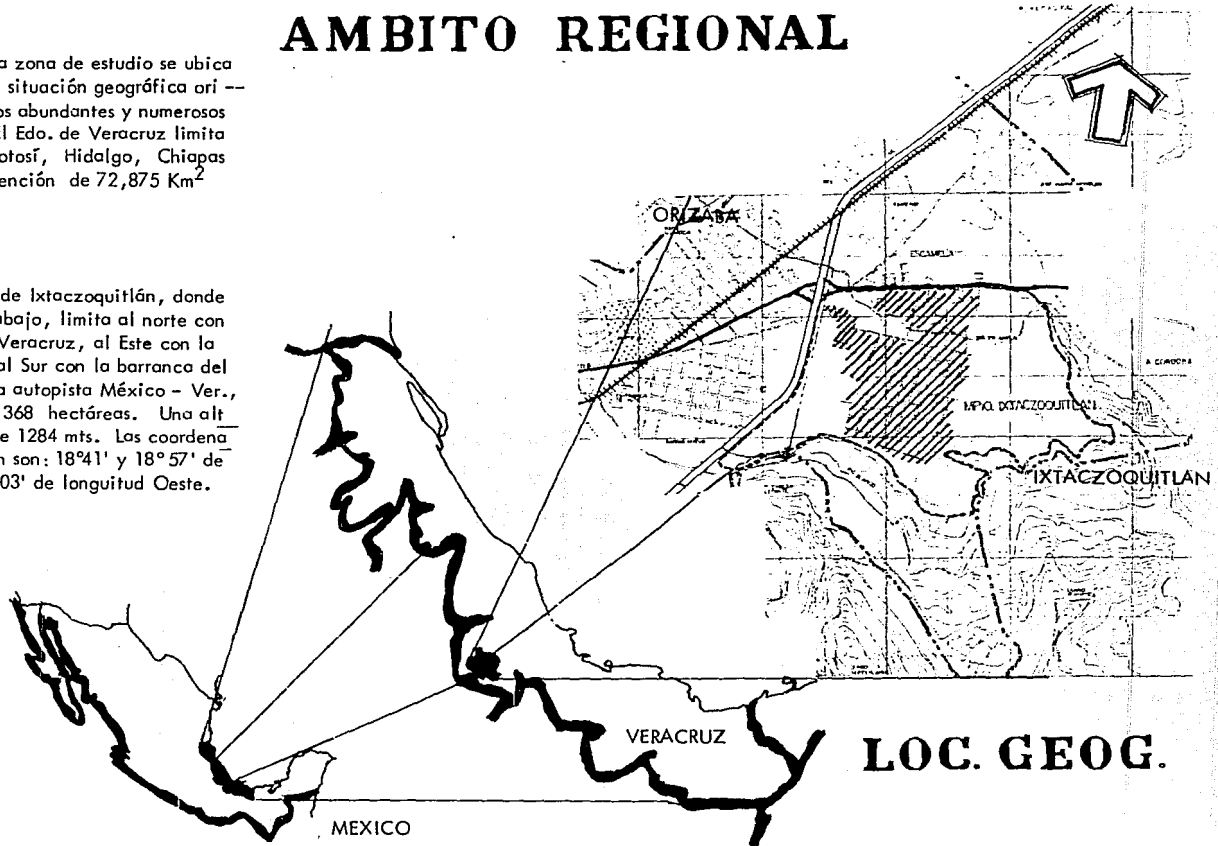 AMBITO REGIONAL
a zona de estudio se ubica
situación geográfica ori --
os abundantes y numerosos
l Edo. de Veracruz limita
otosí, Hidalgo, Chiapas
ención de 72,875 Km²
de Ixtaczoquitlán, donde
abajo, limita al norte con
Veracruz, al Este con la
al Sur con la barranca del
a autopista México - Ver.,
368 hectáreas. Una alt
e 1284 mts. Las coordena
n son: 18°41' y 18°57' de
03' de longuitud Oeste.
ORIZABA
ESCAMELA
A CORDOBA
MPIO. IXTACZOQUITLAN
IXTACZOQUITLAN
VERACRUZ
MEXICO
LOC. GEOG.